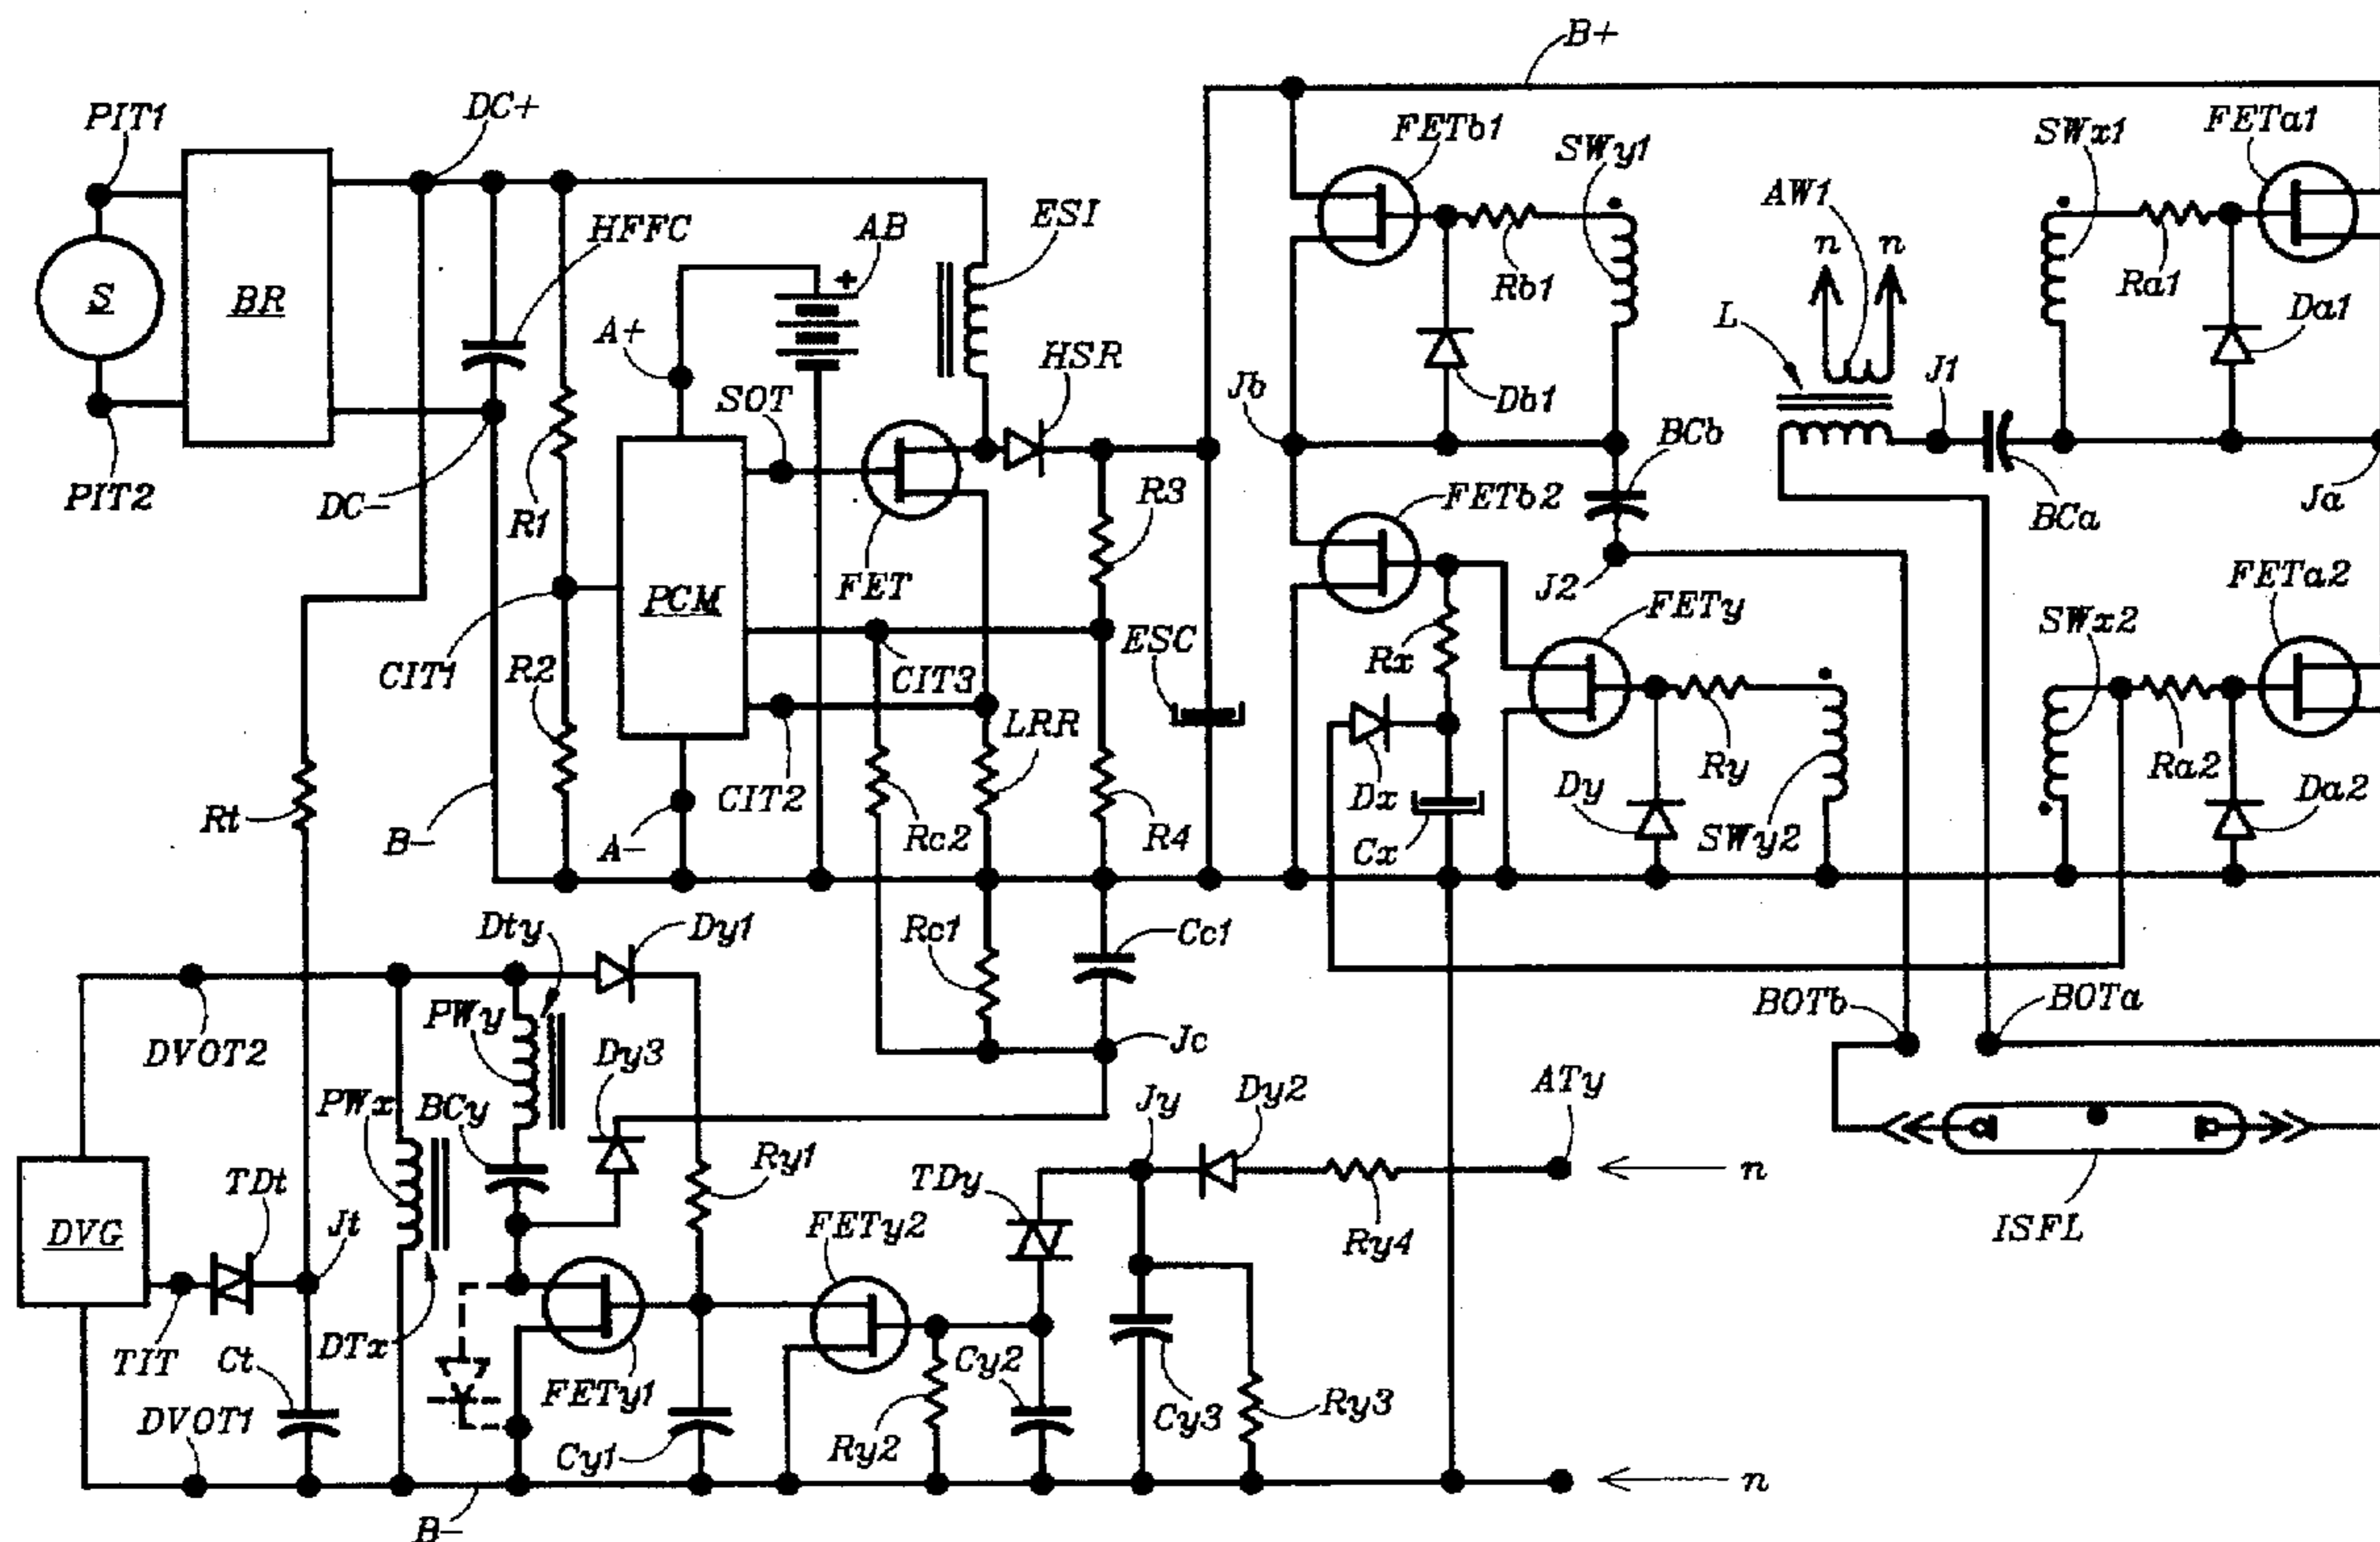 B+
PIT1
DC+
FETb1
SWy1
SWx1
FETa1
AW1
HFFC
AB
ESI
n
n
S
BR
A+
+
HSR
Rb1
L
Ra1
Da1
SOT
Jb
Db1
J1
PIT2
DC-
R1
BCb
R3
FETb2
BCa
Ja
FET
PCM
J2
FETy
FETa2
CIT1
R2
CIT3
ESC
Rx
SWx2
LRR
Rt
B-
A-
CIT2
Rc2
R4
Dx
Cx
Dy
Ry
SWy2
Ra2
Da2
Dty
Dy1
Rc1
Cc1
DVOT2
PWy
Dy3
Jc
BOTb
BOTa
PWx
BCy
Jy
Dy2
ATy
n
DVG
TDt
Jt
Ry1
FETy2
TDy
Ry4
ISFL
TIT
Ct
DTx
FETy1
Cy2
DVOT1
Cy1
Ry2
Cy3
Ry3
n
B-